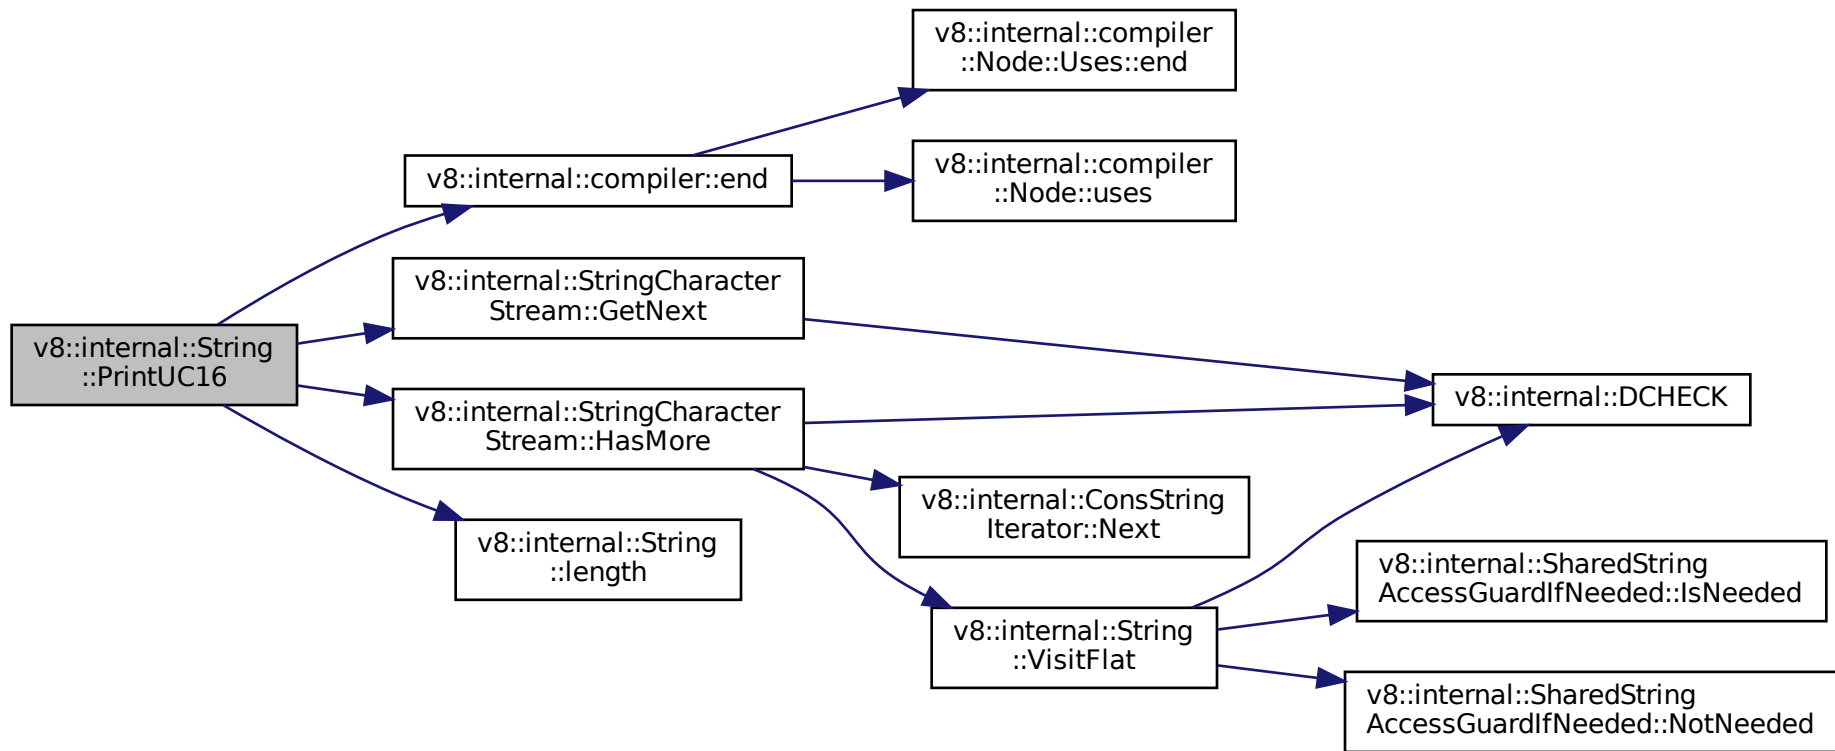 v8::internal::compiler
::Node::Uses::end
v8::internal::compiler::end
v8::internal::compiler
::Node::uses
v8::internal::StringCharacter
Stream::GetNext
v8::internal::String
::PrintUC16
v8::internal::DCHECK
v8::internal::StringCharacter
Stream::HasMore
v8::internal::ConsString
Iterator::Next
v8::internal::String
::length
v8::internal::SharedString
AccessGuardIfNeeded::IsNeeded
v8::internal::String
::VisitFlat
v8::internal::SharedString
AccessGuardIfNeeded::NotNeeded